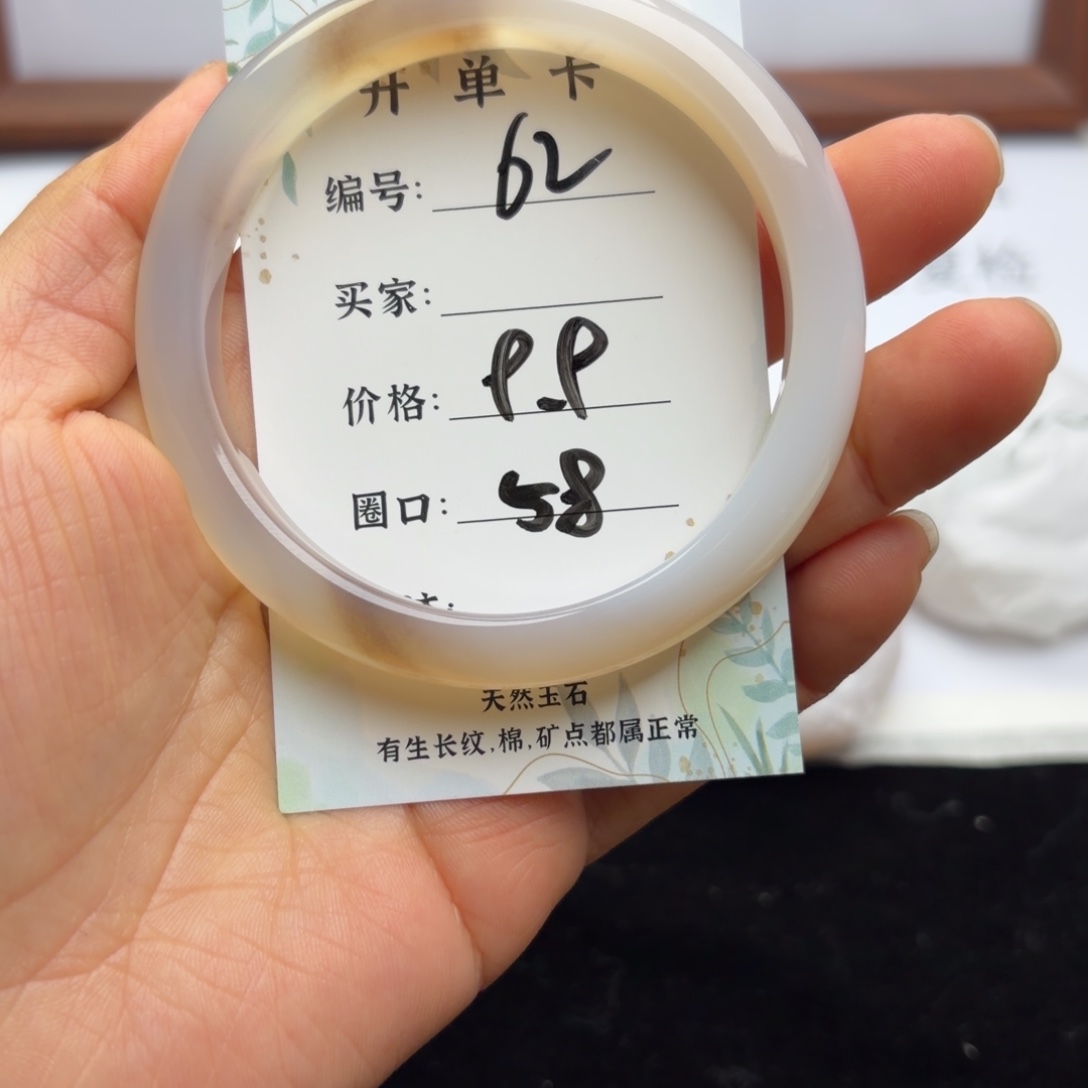 开单卡
编号: 62
买家:
价格: 9.9
圈口: 58
天然玉石
有生长纹,棉,矿点都属正常